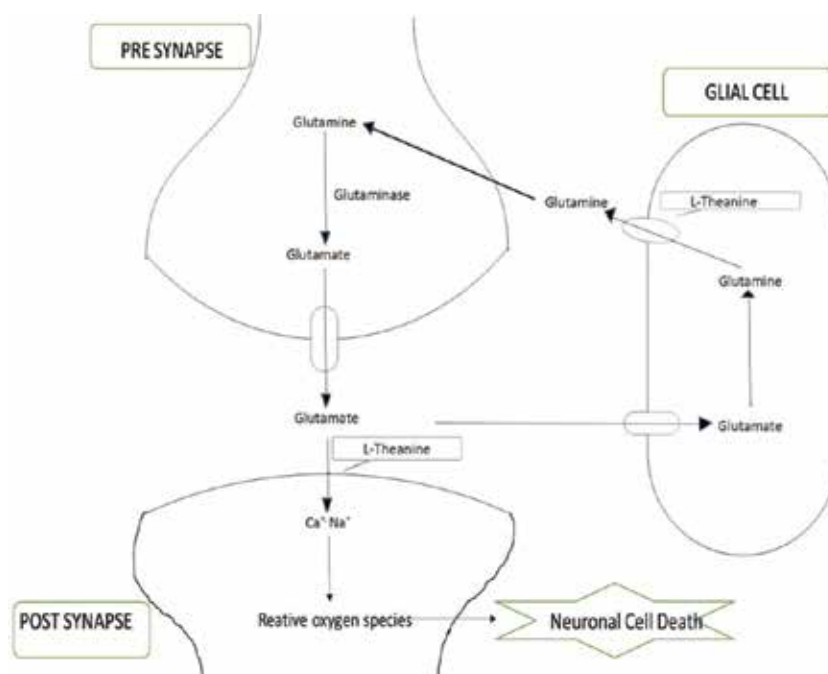 PRE SYNAPSE
GLIAL CELL
Glutamine
L-Theanine
Glutamine
Glutaminase
Glutamate
Glutamine
Glutamate
Glutamate
L-Theanine
Ca⁺ Na⁺
POST SYNAPSE
Reative oxygen species
Neuronal Cell Death